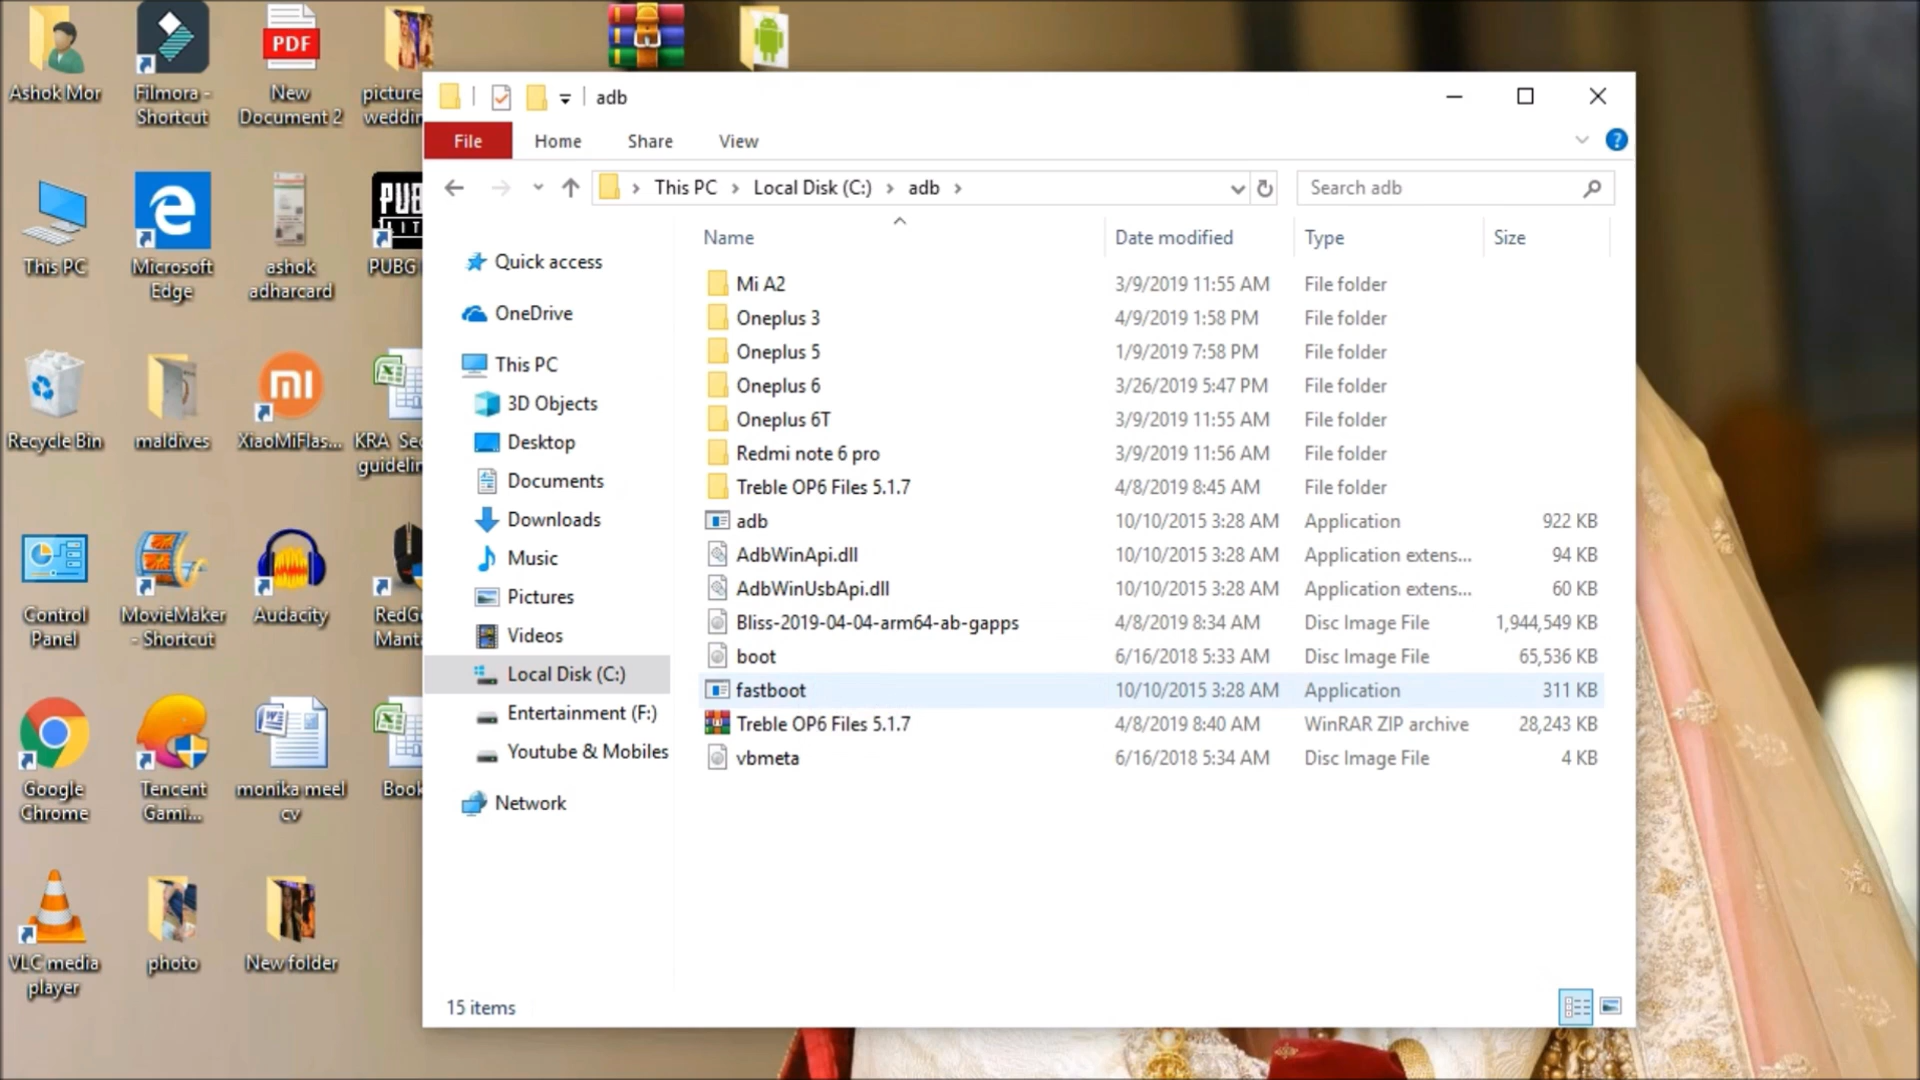 Ashok Mor
Filmora -
Shortcut
PDF
New
Document 2
picture
weddin
This PC
Microsoft
Edge
ashok
adharcard
PUBG
Recycle Bin
maldives
mi
XiaoMiFlas...
KRA Sec
guidelin
Control
Panel
MovieMaker
- Shortcut
Audacity
RedGr
Manta
Google
Chrome
Tencent
Gami...
monika meel
cv
Book
VLC media
player
photo
New folder
adb
File Home Share View
This PC Local Disk (C:) adb
Search adb
Quick access
OneDrive
This PC
3D Objects
Desktop
Documents
Downloads
Music
Pictures
Videos
Local Disk (C:)
Entertainment (F:)
Youtube & Mobiles
Network
Name Date modified Type Size
Mi A2 3/9/2019 11:55 AM File folder
Oneplus 3 4/9/2019 1:58 PM File folder
Oneplus 5 1/9/2019 7:58 PM File folder
Oneplus 6 3/26/2019 5:47 PM File folder
Oneplus 6T 3/9/2019 11:55 AM File folder
Redmi note 6 pro 3/9/2019 11:56 AM File folder
Treble OP6 Files 5.1.7 4/8/2019 8:45 AM File folder
adb 10/10/2015 3:28 AM Application 922 KB
AdbWinApi.dll 10/10/2015 3:28 AM Application extens... 94 KB
AdbWinUsbApi.dll 10/10/2015 3:28 AM Application extens... 60 KB
Bliss-2019-04-04-arm64-ab-gapps 4/8/2019 8:34 AM Disc Image File 1,944,549 KB
boot 6/16/2018 5:33 AM Disc Image File 65,536 KB
fastboot 10/10/2015 3:28 AM Application 311 KB
Treble OP6 Files 5.1.7 4/8/2019 8:40 AM WinRAR ZIP archive 28,243 KB
vbmeta 6/16/2018 5:34 AM Disc Image File 4 KB
15 items